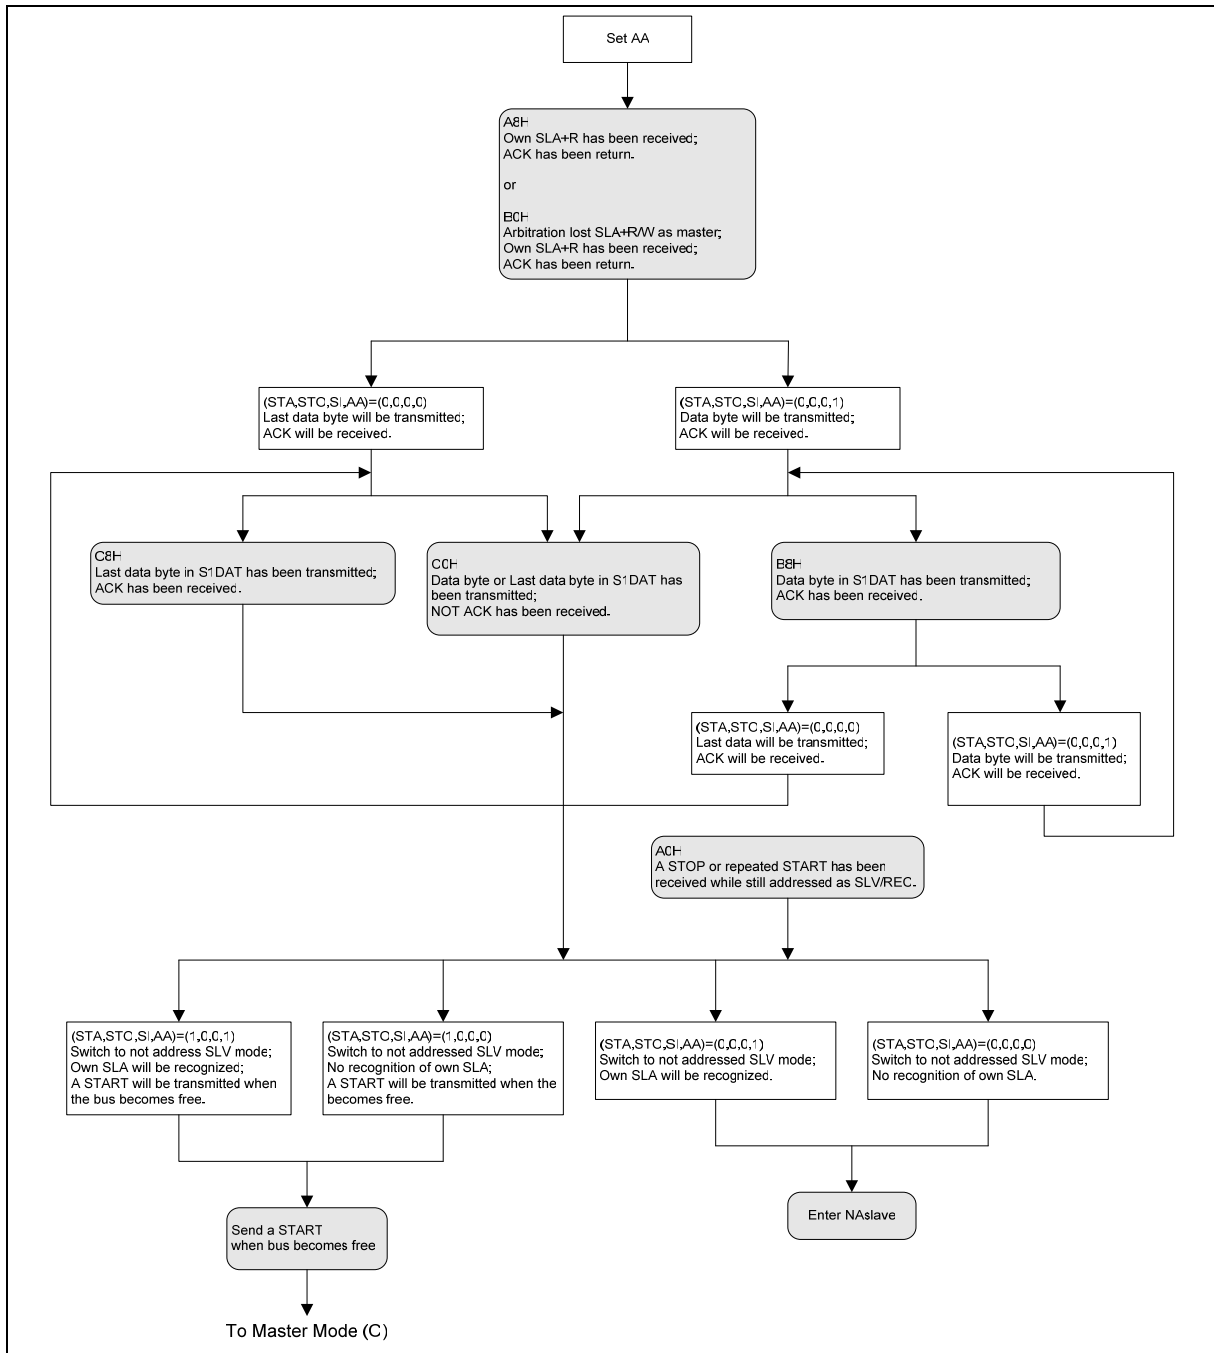 Set AA
A8H
Own SLA+R has been received;
ACK has been return.
or
B0H
Arbitration lost SLA+R/W as master;
Own SLA+R has been received;
ACK has been return.
(STA,STO,SI,AA)=(0,0,0,0)
Last data byte will be transmitted;
ACK will be received.
(STA,STO,SI,AA)=(0,0,0,1)
Data byte will be transmitted;
ACK will be received.
C8H
Last data byte in S1DAT has been transmitted;
ACK has been received.
C0H
Data byte or Last data byte in S1DAT has
been transmitted;
NOT ACK has been received.
B8H
Data byte in S1DAT has been transmitted;
ACK has been received.
(STA,STO,SI,AA)=(0,0,0,0)
Last data will be transmitted;
ACK will be received.
(STA,STO,SI,AA)=(0,0,0,1)
Data byte will be transmitted;
ACK will be received.
A0H
A STOP or repeated START has been
received while still addressed as SLV/REC.
(STA,STO,SI,AA)=(1,0,0,1)
Switch to not address SLV mode;
Own SLA will be recognized;
A START will be transmitted when
the bus becomes free.
(STA,STO,SI,AA)=(1,0,0,0)
Switch to not addressed SLV mode;
No recognition of own SLA;
A START will be transmitted when the
becomes free.
(STA,STO,SI,AA)=(0,0,0,1)
Switch to not addressed SLV mode;
Own SLA will be recognized.
(STA,STO,SI,AA)=(0,0,0,0)
Switch to not addressed SLV mode;
No recognition of own SLA.
Send a START
when bus becomes free
Enter NAslave
To Master Mode (C)